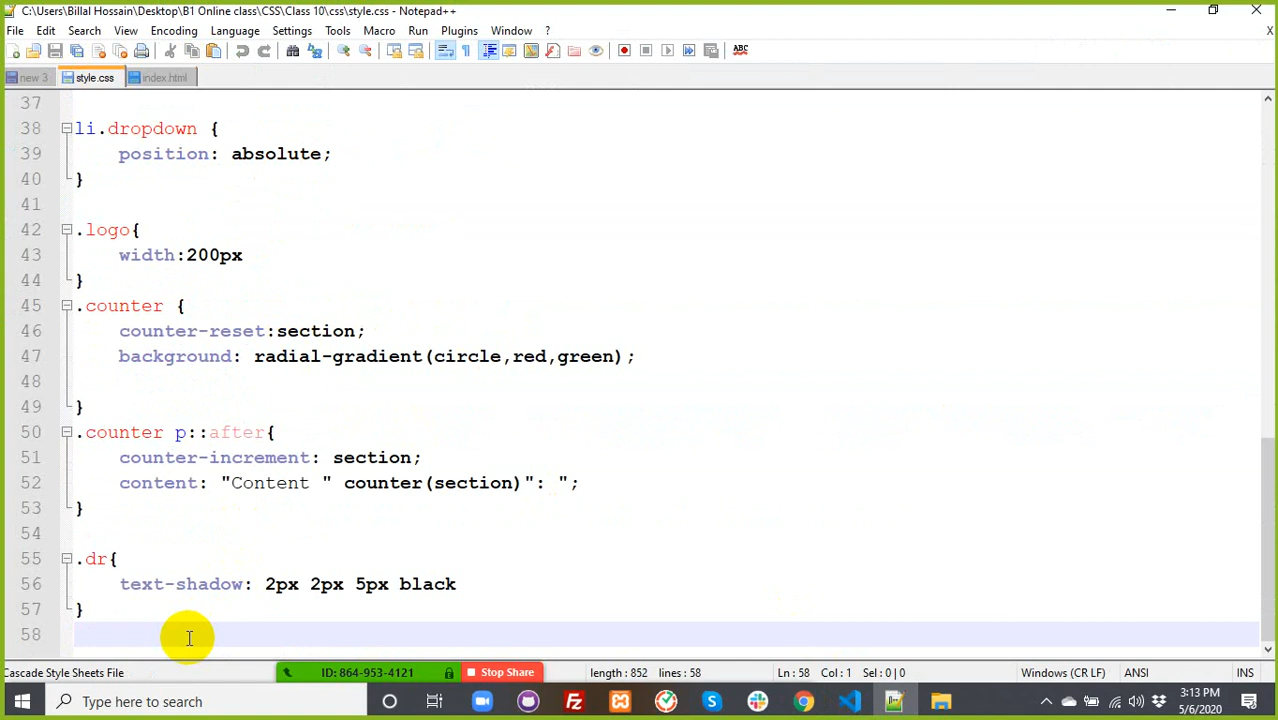 C:\Users\Billal Hossain\Desktop\B1 Online class\CSS\Class 10\css\style.css - Notepad++
File Edit Search View Encoding Language Settings Tools Macro Run Plugins Window ? X
new 3 style.css index.html
37
38 li.dropdown {
39 position: absolute;
40 }
41
42 .logo{
43 width:200px
44 }
45 .counter {
46 counter-reset:section;
47 background: radial-gradient(circle,red,green);
48
49 }
50 .counter p::after{
51 counter-increment: section;
52 content: "Content " counter(section)": ";
53 }
54
55 .dr{
56 text-shadow: 2px 2px 5px black
57 }
58
Cascade Style Sheets File ID: 864-953-4121 Stop Share length : 852 lines : 58 Ln : 58 Col : 1 Sel : 0 | 0 Windows (CR LF) ANSI INS
Type here to search 3:13 PM
5/6/2020